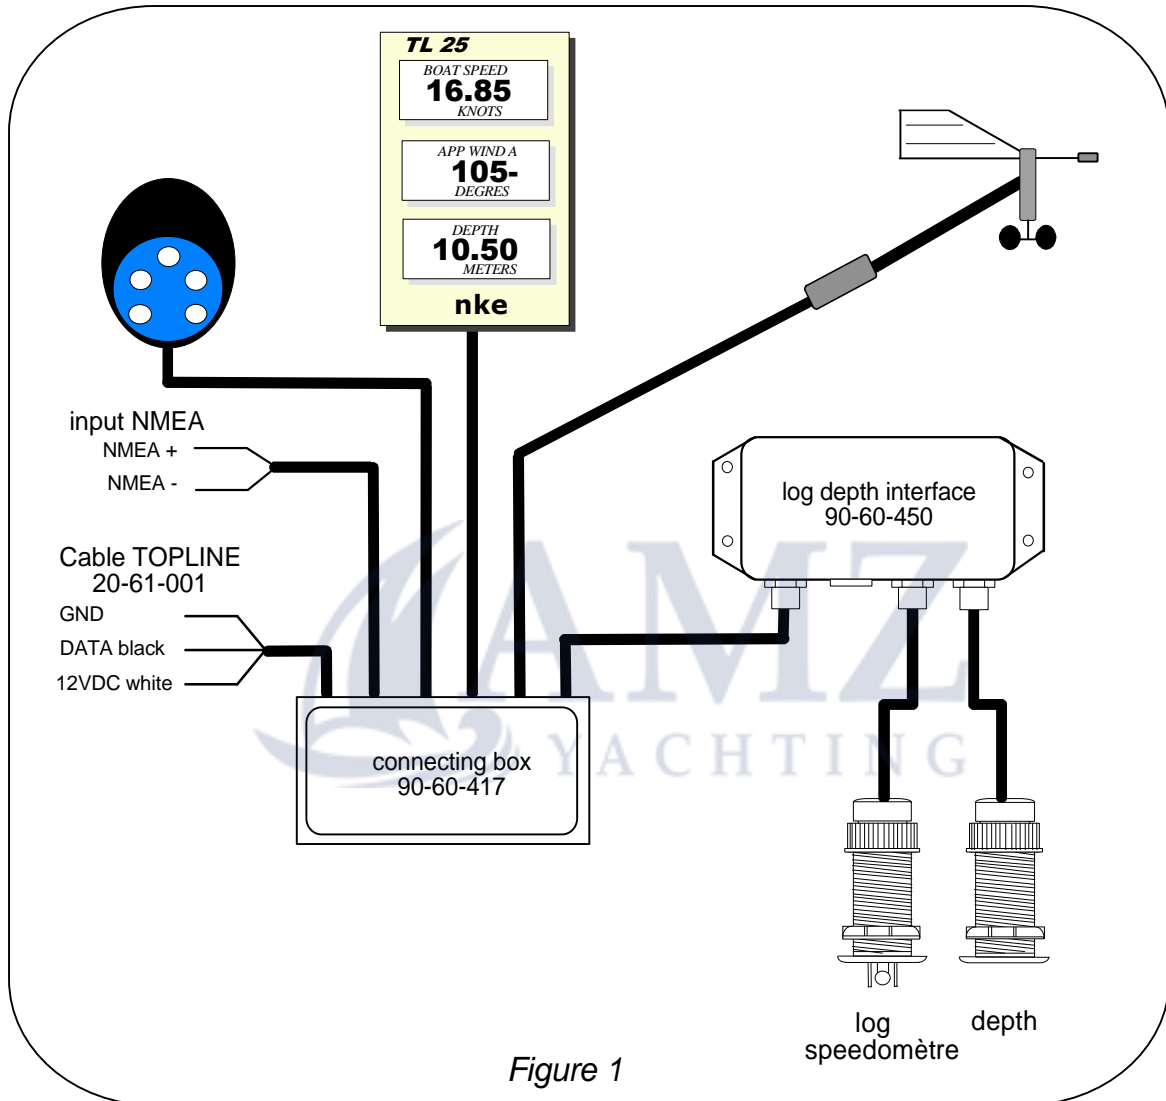 TL 25
BOAT SPEED
16.85
KNOTS
APP WIND A
105-
DEGRES
DEPTH
10.50
METERS
nke
input NMEA
NMEA +
NMEA -
Cable TOPLINE
20-61-001
GND
DATA black
12VDC white
log depth interface
90-60-450
AMZ
YACHTING
connecting box
90-60-417
log
speedomètre
depth
Figure 1